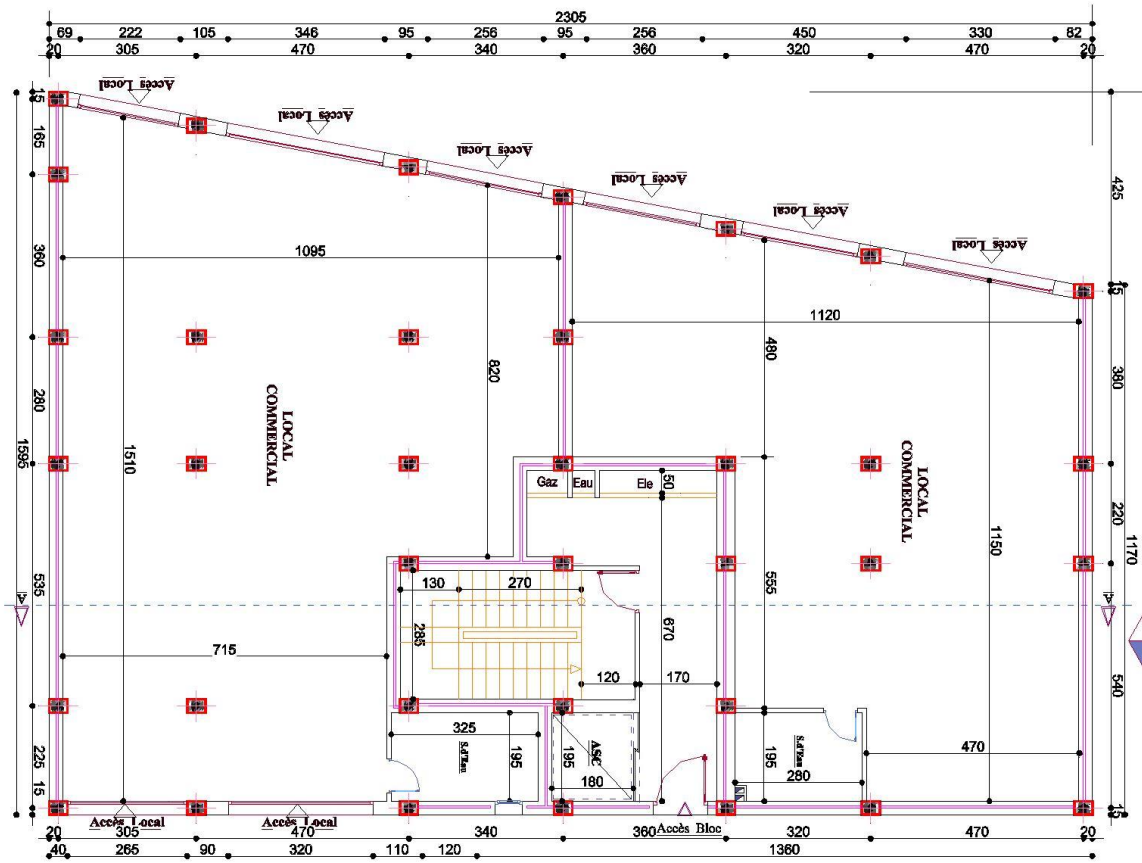 2305
69 222 105 346 95 256 95 256 450 330 82
20 305 470 340 360 320 470 20
Accès Local
Accès Local
Accès Local
Accès Local
Accès Local
Accès Local
15 165 360 280 535 225 15
1595
425 15 380 220 540 15
1170
1095
1120
820
480
1510
1150
LOCAL
COMMERCIAL
LOCAL
COMMERCIAL
Gaz Eau Ele
50
555
130 270
285
670
715
120 170
325
S.d'Eau
195
ASC
195
180
S.d'Eau
195
280
470
A
A
Accès Local
Accès Local
Accès Bloc
20 305 470 340 360 320 470 20
40 265 90 320 110 120 1360